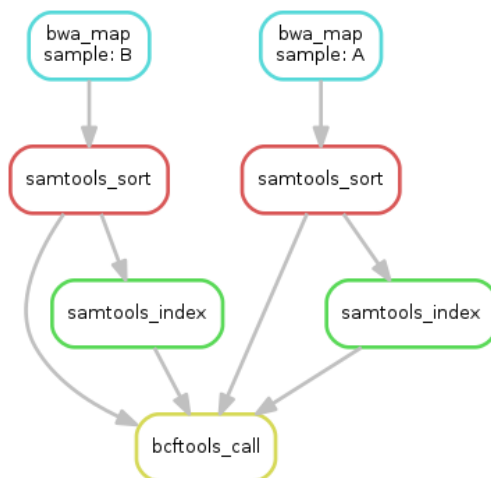 bwa_map
sample: B
bwa_map
sample: A
samtools_sort
samtools_sort
samtools_index
samtools_index
bcftools_call